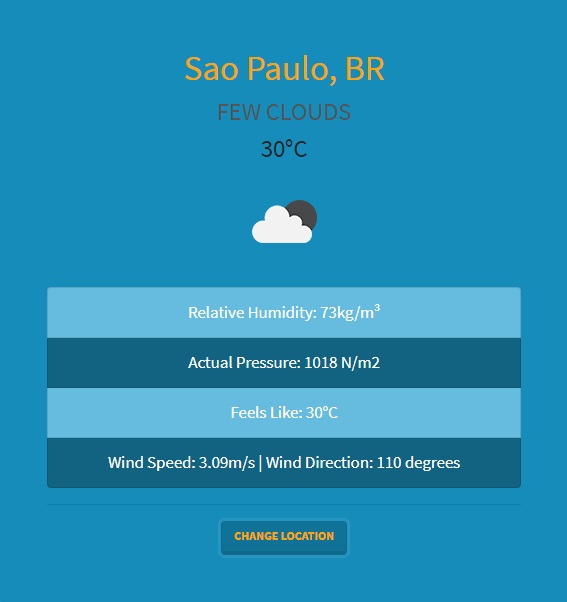 Sao Paulo, BR
FEW CLOUDS
30°C
Relative Humidity: 73kg/m³
Actual Pressure: 1018 N/m2
Feels Like: 30°C
Wind Speed: 3.09m/s | Wind Direction: 110 degrees
CHANGE LOCATION